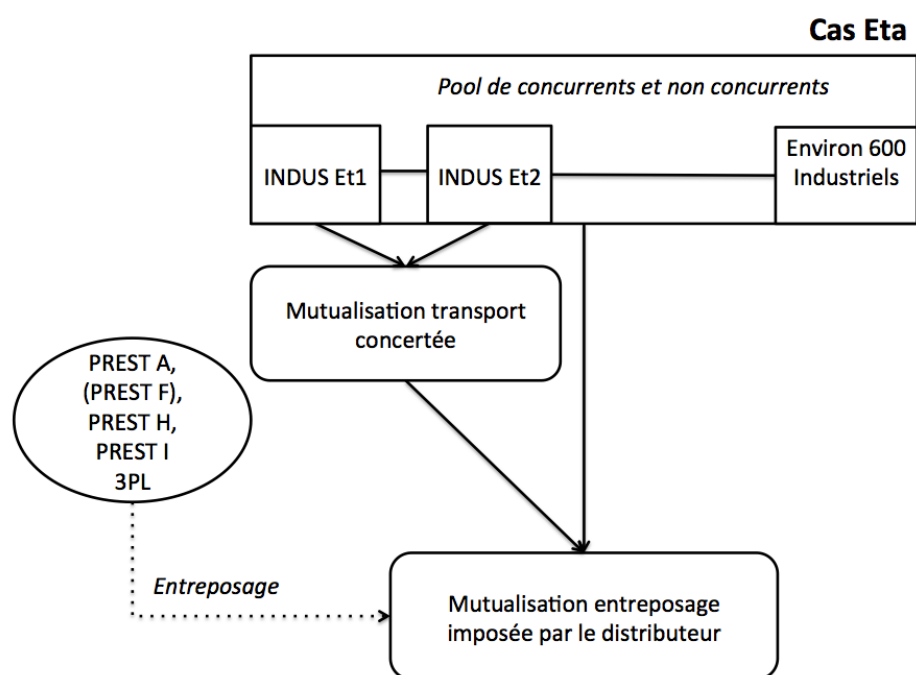 Cas Eta
Pool de concurrents et non concurrents
INDUS Et1
INDUS Et2
Environ 600
Industriels
Mutualisation transport
concertée
PREST A,
(PREST F),
PREST H,
PREST I
3PL
Entreposage
Mutualisation entreposage
imposée par le distributeur